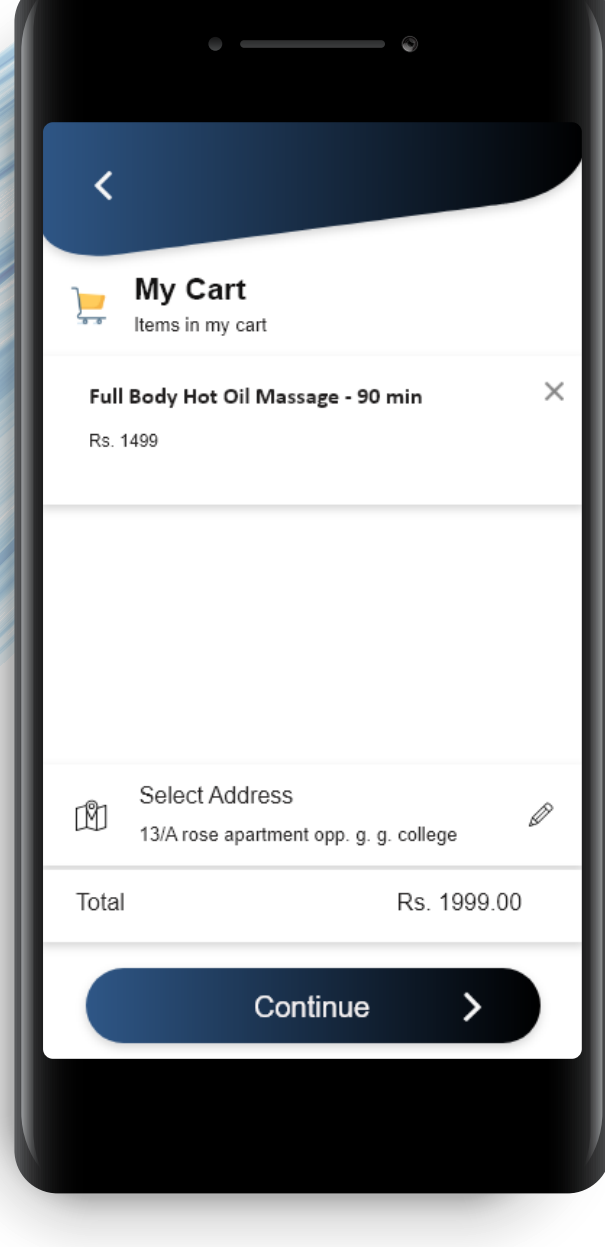 My Cart
Items in my cart
Full Body Hot Oil Massage - 90 min
Rs. 1499
Select Address
13/A rose apartment opp. g. g. college
Total Rs. 1999.00
Continue